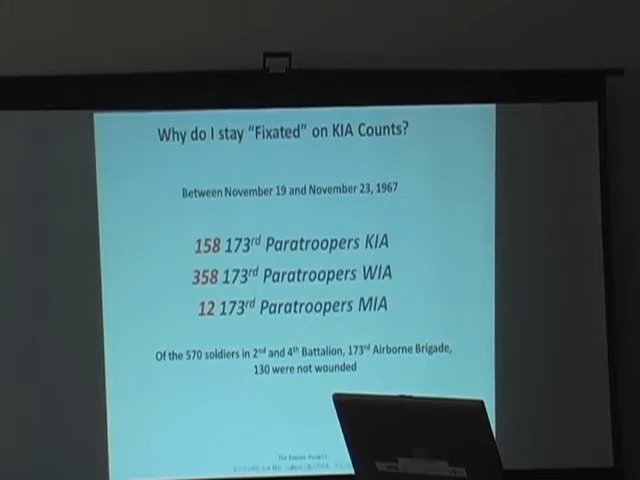 Why do I stay “Fixated” on KIA Counts?
Between November 19 and November 23, 1967
158 173rd Paratroopers KIA
358 173rd Paratroopers WIA
12 173rd Paratroopers MIA
Of the 570 soldiers in 2nd and 4th Battalion, 173rd Airborne Brigade,
130 were not wounded